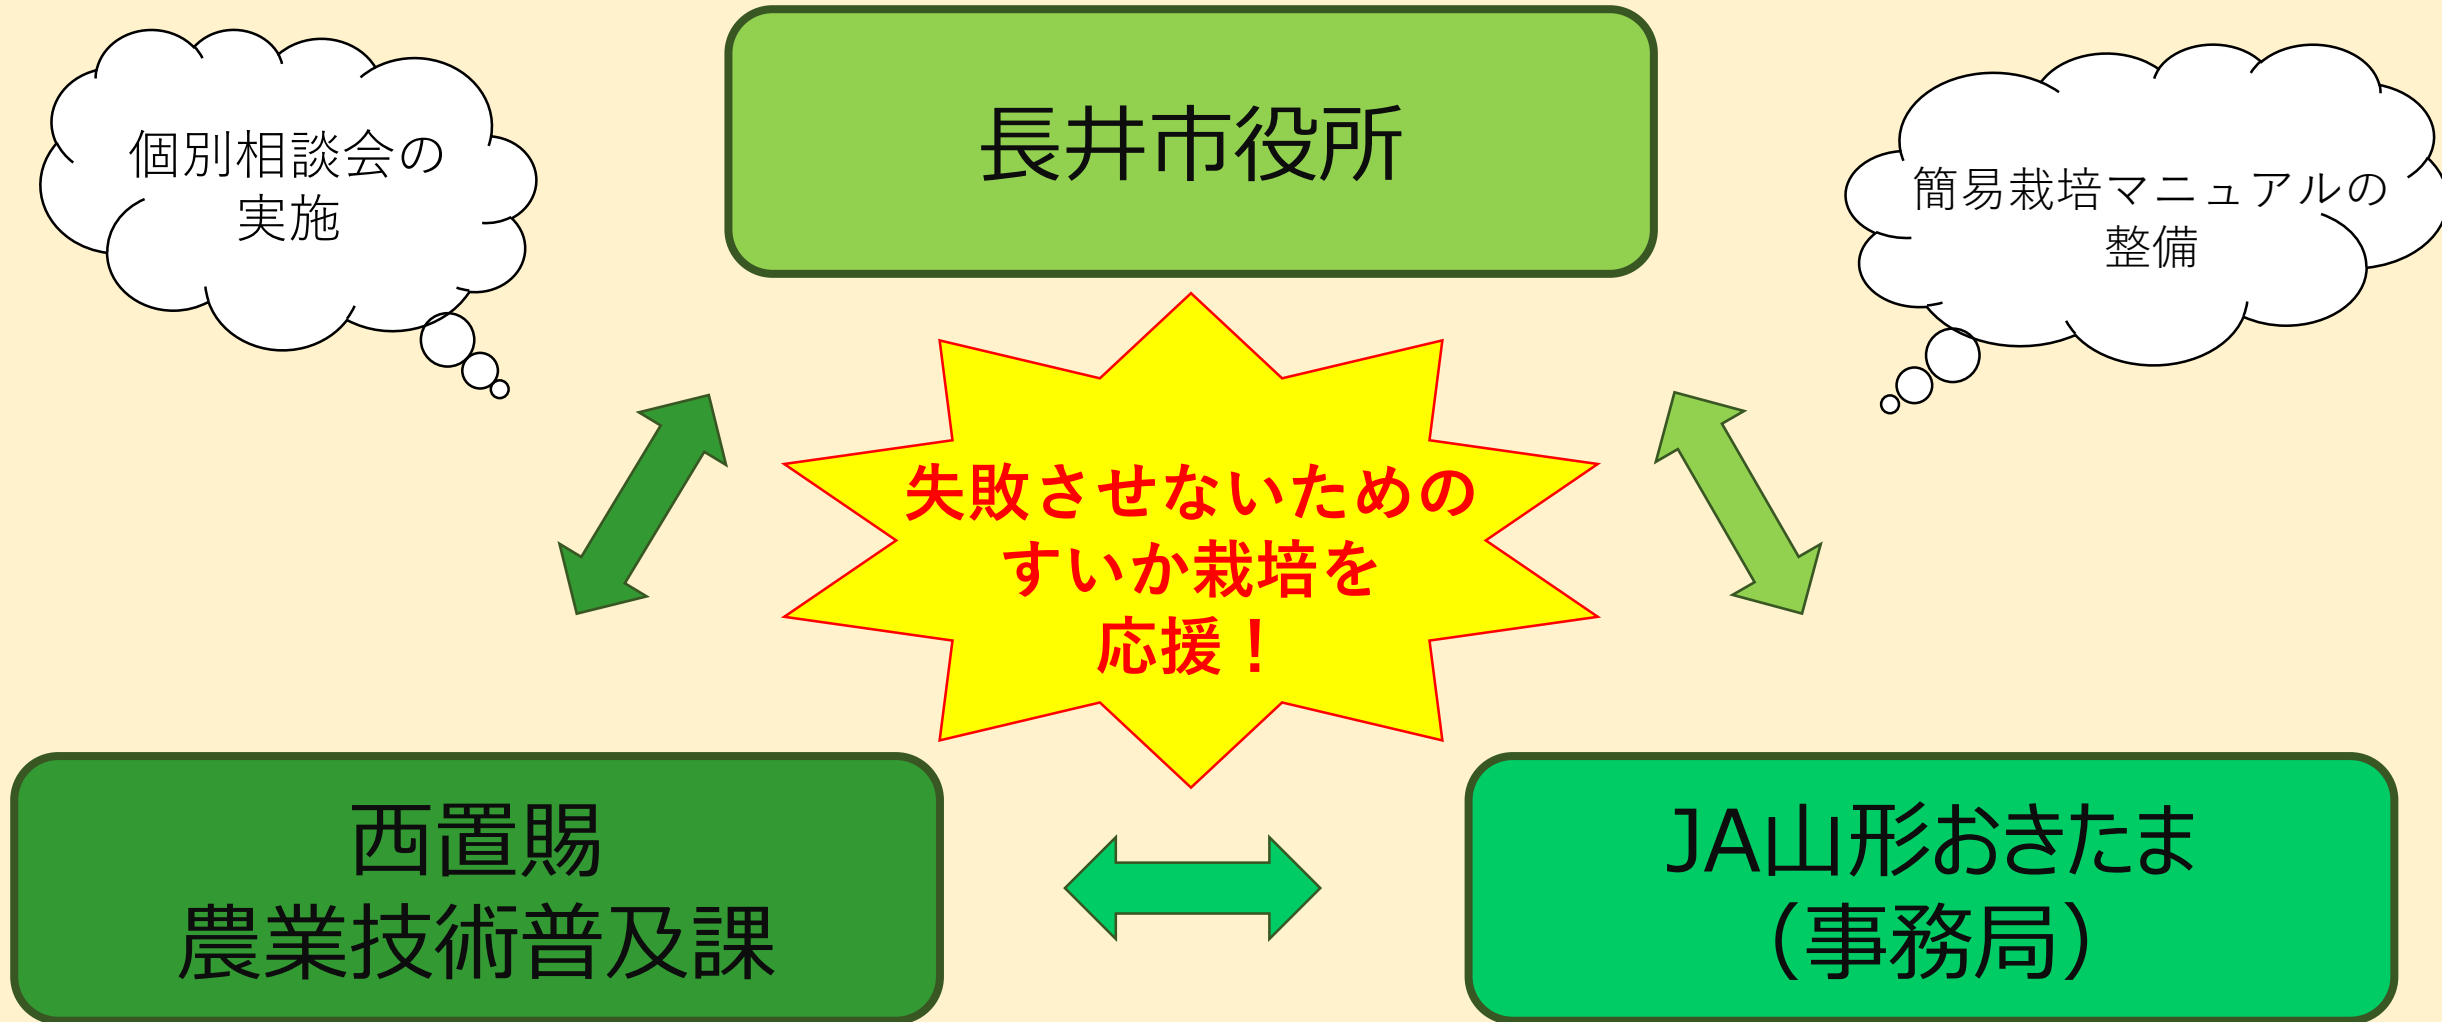 長井市役所
個別相談会の
実施
簡易栽培マニュアルの
整備
失敗させないための
すいか栽培を
応援！
西置賜
農業技術普及課
JA山形おきたま
（事務局）